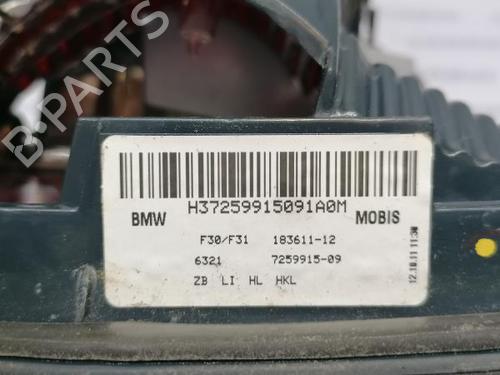 B-PARTS
H37259915091A0M
BMW MOBIS
F30/F31 183611-12
6321 7259915-09
ZB LI HL HKL
12.10.11 11:30